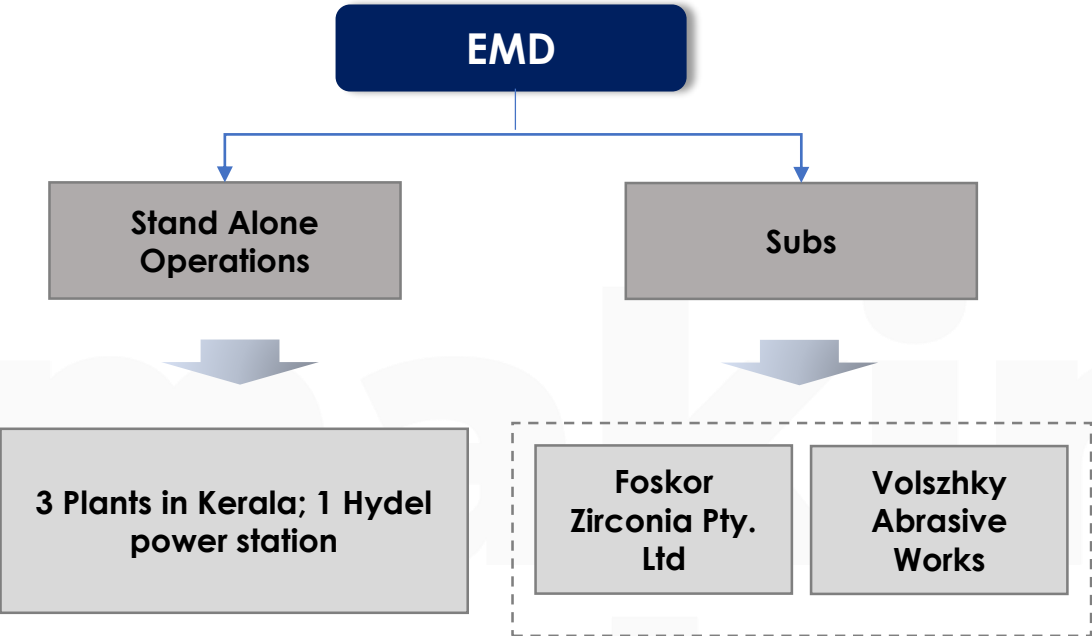 EMD
Stand Alone
Operations
Subs
3 Plants in Kerala; 1 Hydel
power station
Foskor
Zirconia Pty.
Ltd
Volszhky
Abrasive
Works